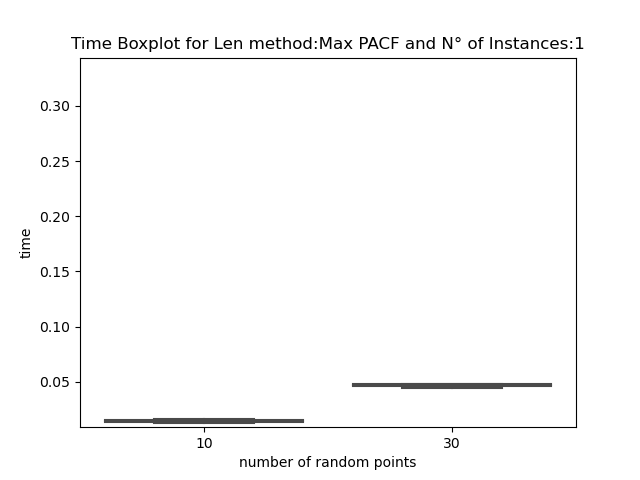 Time Boxplot for Len method:Max PACF and N° of Instances:1
0.30
0.25
0.20
0.15
0.10
0.05
time
10 30
number of random points